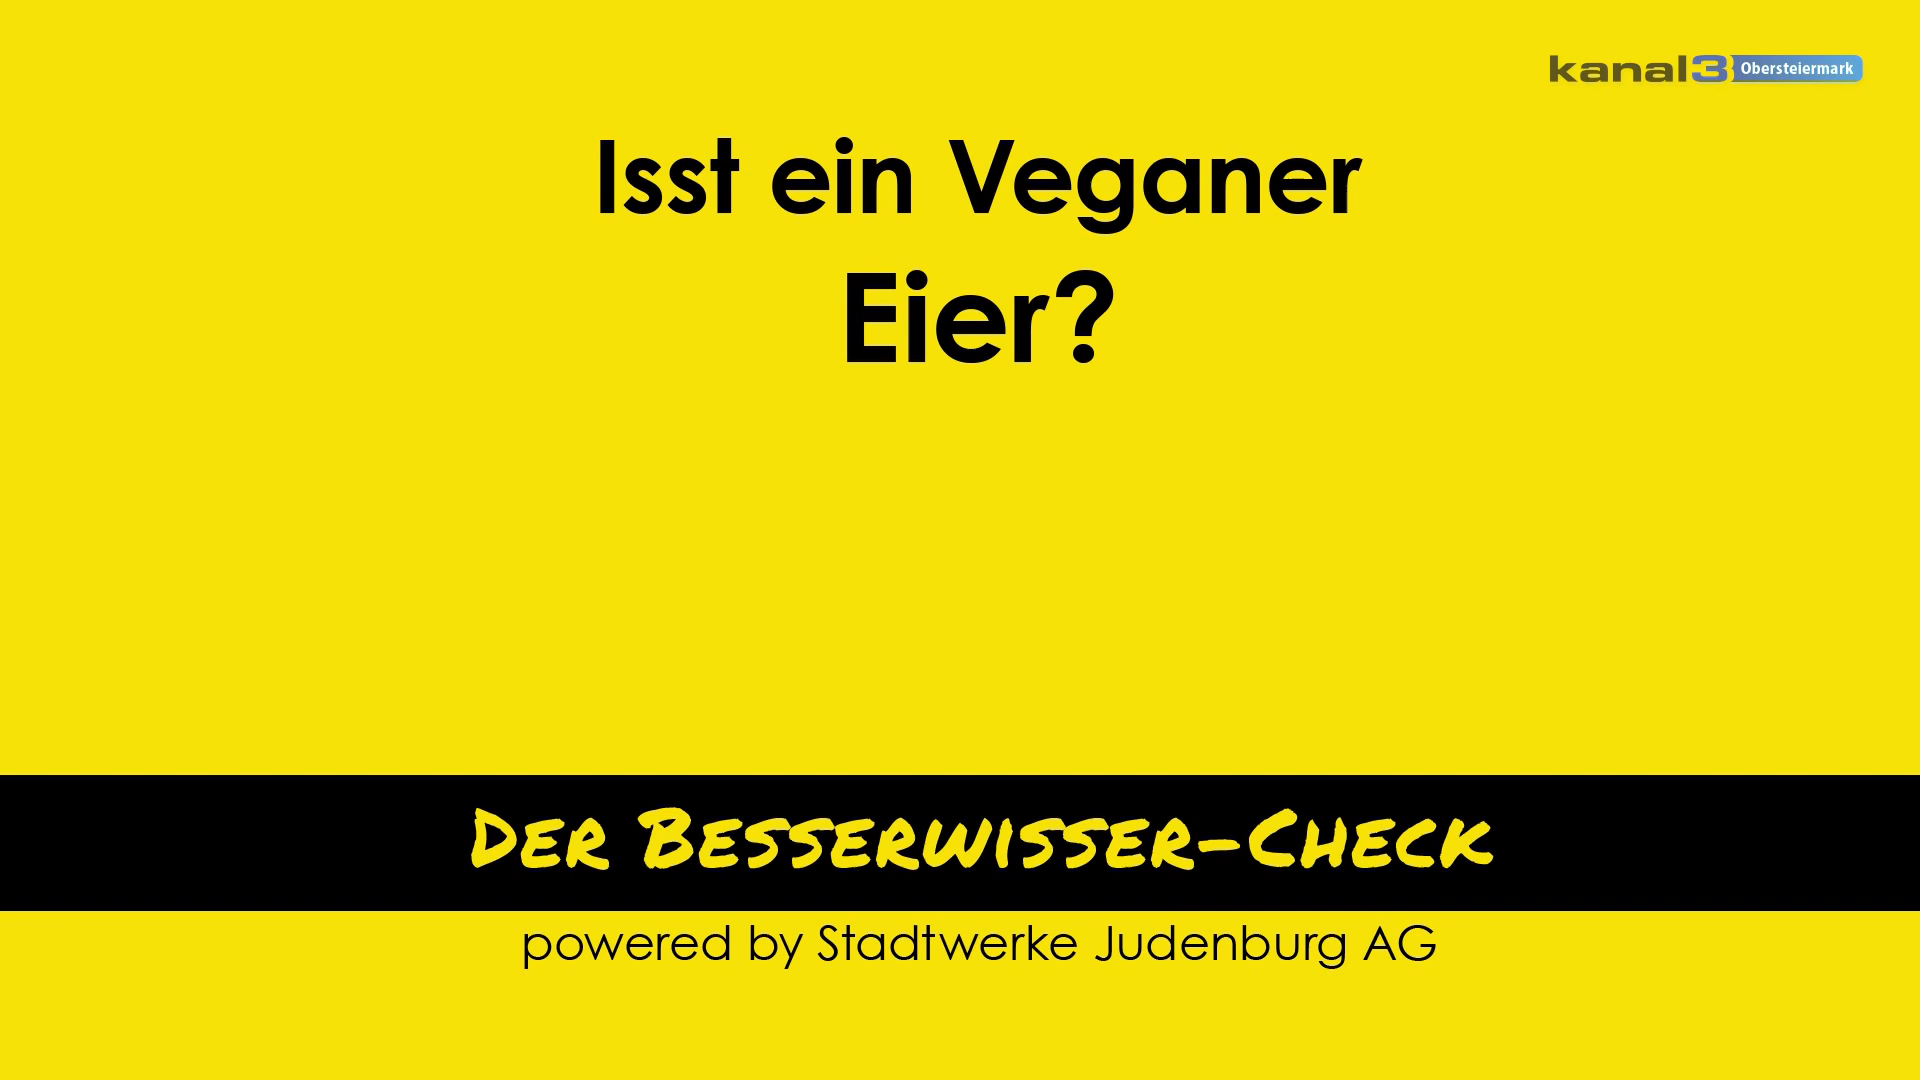 kanal3 Obersteiermark
Isst ein Veganer
Eier?
Der Besserwisser-Check
powered by Stadtwerke Judenburg AG